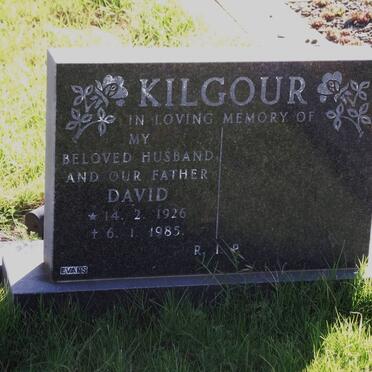 KILGOUR
IN LOVING MEMORY OF
MY
BELOVED HUSBAND
AND OUR FATHER
DAVID
★ 14. 2. 1926
✝ 6. 1. 1985.
R. I. P.
EVANS